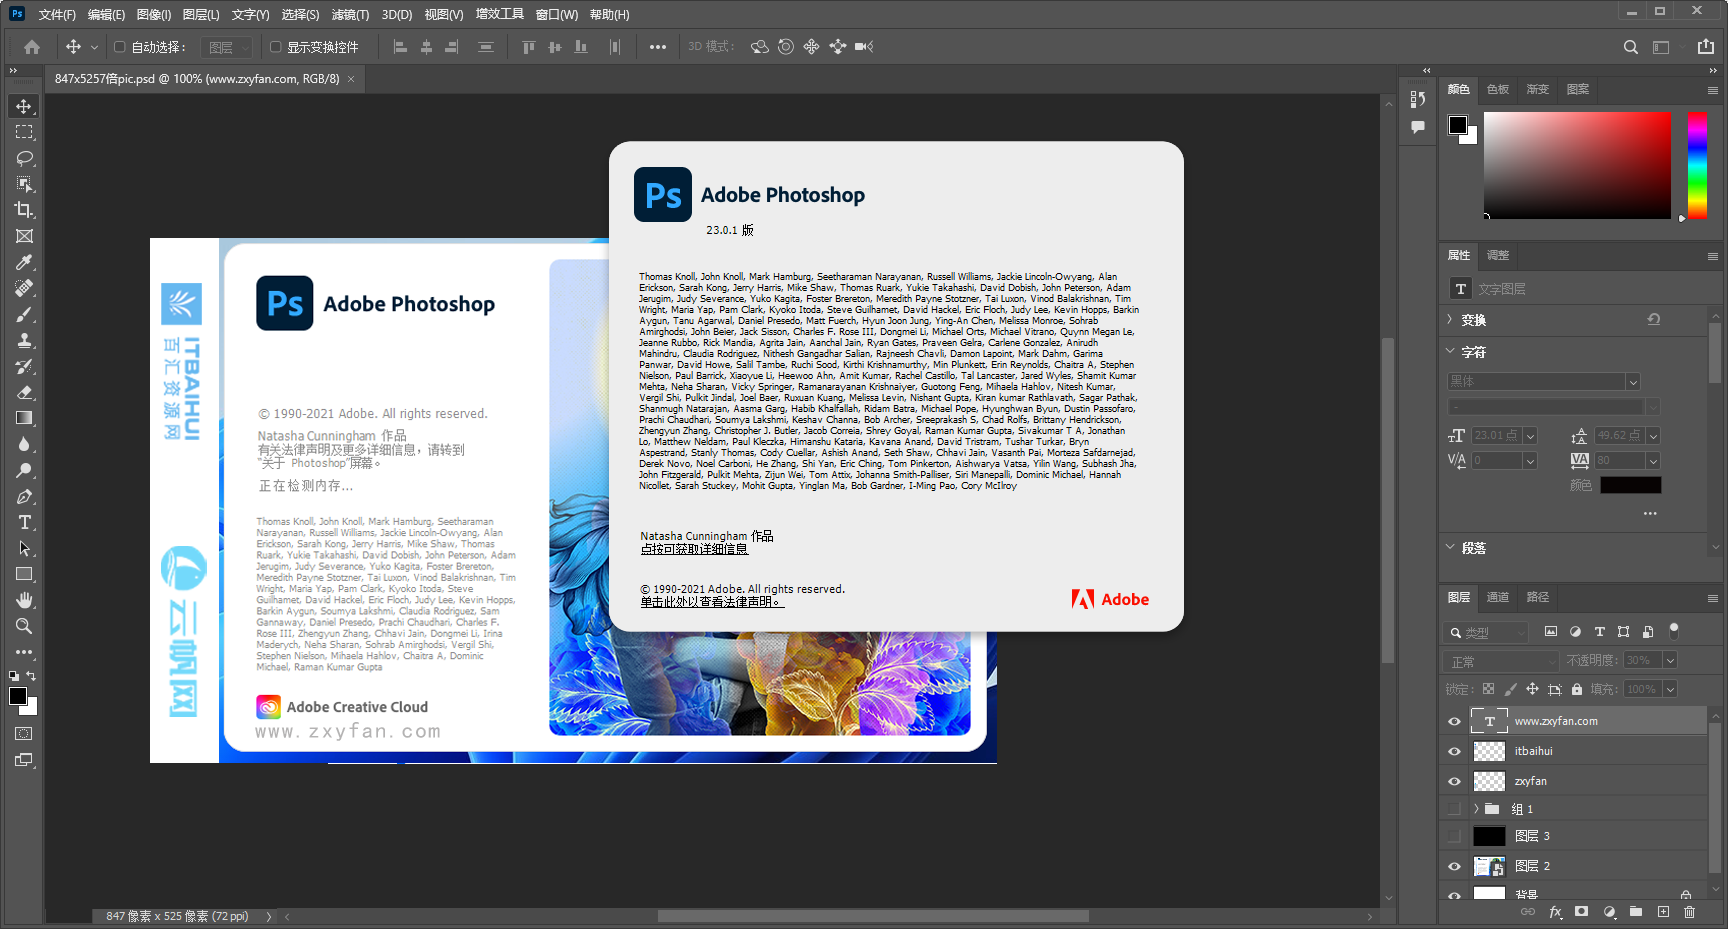 Ps 文件(F) 编辑(E) 图像(I) 图层(L) 文字(Y) 选择(S) 滤镜(T) 3D(D) 视图(V) 增效工具 窗口(W) 帮助(H)
自动选择： 图层 显示变换控件 3D 模式：
847x5257倍pic.psd @ 100% (www.zxyfan.com, RGB/8) ×
ITBAIHUI
百汇资源网
云帆网
Ps Adobe Photoshop
© 1990-2021 Adobe. All rights reserved.
Natasha Cunningham 作品
有关法律声明及更多详细信息，请转到
“关于 Photoshop”屏幕。
正在检测内存...
Thomas Knoll, John Knoll, Mark Hamburg, Seetharaman
Narayanan, Russell Williams, Jackie Lincoln-Owyang, Alan
Erickson, Sarah Kong, Jerry Harris, Mike Shaw, Thomas
Ruark, Yukie Takahashi, David Dobish, John Peterson, Adam
Jerugim, Judy Severance, Yuko Kagita, Foster Brereton,
Meredith Payne Stotzner, Tai Luxon, Vinod Balakrishnan, Tim
Wright, Maria Yap, Pam Clark, Kyoko Itoda, Steve
Guilhamet, David Hackel, Eric Floch, Judy Lee, Kevin Hopps,
Barkin Aygun, Soumya Lakshmi, Claudia Rodriguez, Sam
Gannaway, Daniel Presedo, Prachi Chaudhari, Charles F.
Rose III, Zhengyun Zhang, Chhavi Jain, Dongmei Li, Irina
Maderych, Neha Sharan, Sohrab Amirghodsi, Vergil Shi,
Stephen Nielson, Mihaela Hahlov, Chaitra A, Dominic
Michael, Raman Kumar Gupta
Adobe Creative Cloud
www.zxyfan.com
Ps Adobe Photoshop
23.0.1 版
Thomas Knoll, John Knoll, Mark Hamburg, Seetharaman Narayanan, Russell Williams, Jackie Lincoln-Owyang, Alan
Erickson, Sarah Kong, Jerry Harris, Mike Shaw, Thomas Ruark, Yukie Takahashi, David Dobish, John Peterson, Adam
Jerugim, Judy Severance, Yuko Kagita, Foster Brereton, Meredith Payne Stotzner, Tai Luxon, Vinod Balakrishnan, Tim
Wright, Maria Yap, Pam Clark, Kyoko Itoda, Steve Guilhamet, David Hackel, Eric Floch, Judy Lee, Kevin Hopps, Barkin
Aygun, Tanu Agarwal, Daniel Presedo, Matt Fuerch, Hyun Joon Jung, Ying-An Chen, Melissa Monroe, Sohrab
Amirghodsi, John Beier, Jack Sisson, Charles F. Rose III, Dongmei Li, Michael Orts, Michael Vitrano, Quynn Megan Le,
Jeanne Rubbo, Rick Mandia, Agrita Jain, Aanchal Jain, Ryan Gates, Praveen Gelra, Carlene Gonzalez, Anirudh
Mahindru, Claudia Rodriguez, Nithesh Gangadhar Salian, Rajneesh Chavli, Damon Lapoint, Mark Dahm, Garima
Panwar, David Howe, Salil Tambe, Ruchi Sood, Kirthi Krishnamurthy, Min Plunkett, Erin Reynolds, Chaitra A, Stephen
Nielson, Paul Barrick, Xiaoyue Li, Heewoo Ahn, Amit Kumar, Rachel Castillo, Tal Lancaster, Jared Wyles, Shamit Kumar
Mehta, Neha Sharan, Vicky Springer, Ramanarayanan Krishnaiyer, Guotong Feng, Mihaela Hahlov, Nitesh Kumar,
Vergil Shi, Pulkit Jindal, Joel Baer, Ruxuan Kuang, Melissa Levin, Nishant Gupta, Kiran kumar Rathlavath, Sagar Pathak,
Shanmugh Natarajan, Aasma Garg, Habib Khalfallah, Ridam Batra, Michael Pope, Hyunghwan Byun, Dustin Passofaro,
Prachi Chaudhari, Soumya Lakshmi, Keshav Channa, Bob Archer, Sreeprakash S, Chad Rolfs, Brittany Hendrickson,
Zhengyun Zhang, Christopher J. Butler, Jacob Correia, Shrey Goyal, Raman Kumar Gupta, Sivakumar T A, Jonathan
Lo, Matthew Neldam, Paul Kleczka, Himanshu Kataria, Kavana Anand, David Tristram, Tushar Turkar, Bryn
Aspestrand, Stanly Thomas, Cody Cuellar, Ashish Anand, Seth Shaw, Chhavi Jain, Vasanth Pai, Morteza Safdarnejad,
Derek Novo, Noel Carboni, He Zhang, Shi Yan, Eric Ching, Tom Pinkerton, Aishwarya Vatsa, Yilin Wang, Subhash Jha,
John Fitzgerald, Pulkit Mehta, Zijun Wei, Tom Attix, Johanna Smith-Palliser, Siri Manepalli, Dominic Michael, Hannah
Nicollet, Sarah Stuckey, Mohit Gupta, Yinglan Ma, Bob Gardner, I-Ming Pao, Cory McIlroy
Natasha Cunningham 作品
点按可获取详细信息
© 1990-2021 Adobe. All rights reserved.
单击此处以查看法律声明。
Adobe
847 像素 x 525 像素 (72 ppi)
颜色 色板 渐变 图案
属性 调整
T 文字图层
变换
字符
黑体
-
23.01 点 49.62 点
0 80
颜色
段落
图层 通道 路径
类型
正常 不透明度: 30%
锁定: 填充: 100%
T www.zxyfan.com
itbaihui
zxyfan
组 1
图层 3
图层 2
背景
fx